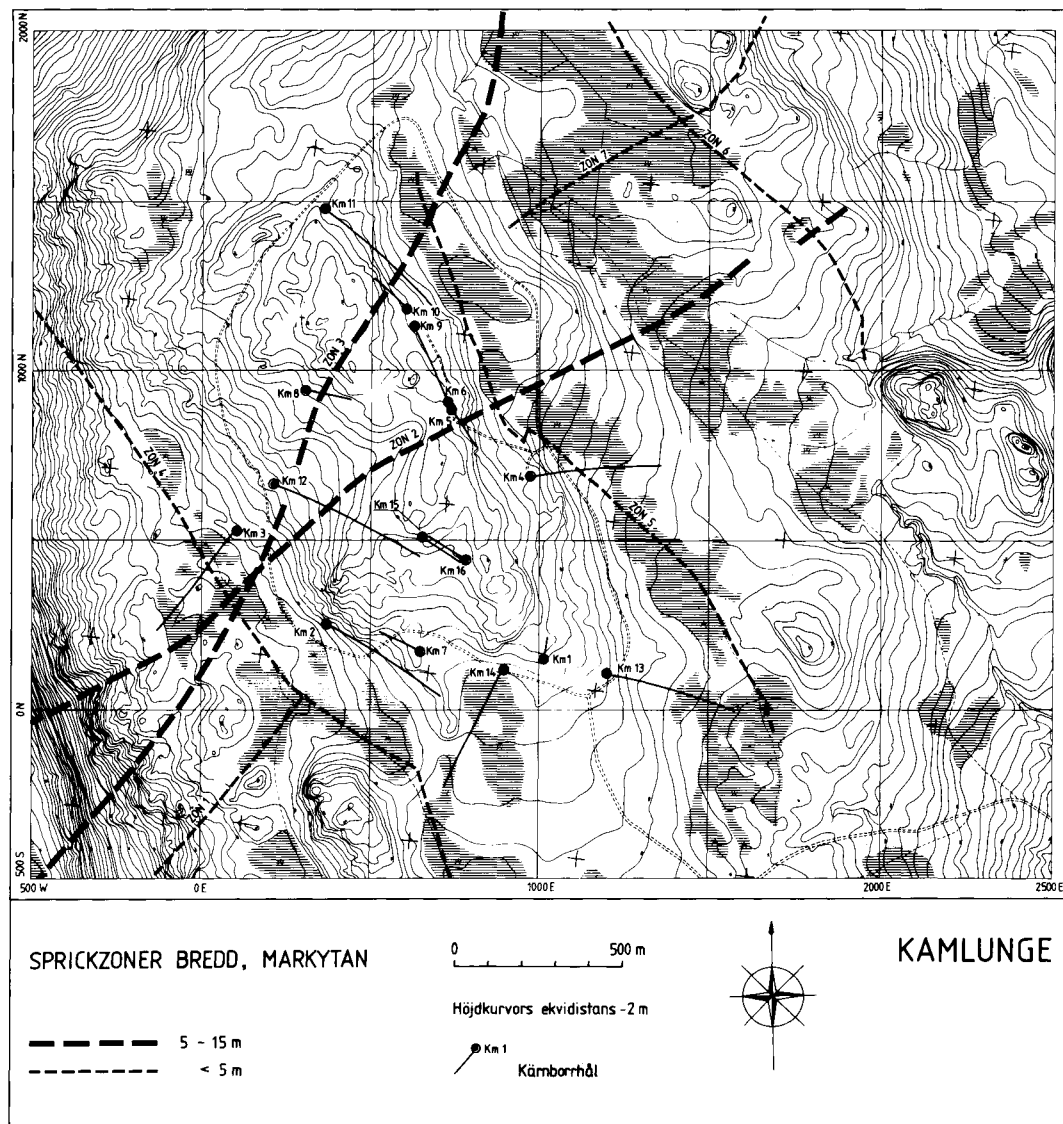 2000 N
ZON 6
ZON 7
Km 11
Km 10
Km 9
ZON 3
1000 N
Km 8
Km 6
Km 5
ZON 2
ZON 4
Km 12
Km 4
Km 15
ZON 5
Km 3
Km 16
Km 2
Km 7
Km 1
Km 14
Km 13
0 N
ZON 1
500 S
500 W
0 E
1000 E
2000 E
2500 E
SPRICKZONER BREDD, MARKYTAN
0
500 m
KAMLUNGE
Höjdkurvors ekvidistans - 2 m
5 - 15 m
< 5 m
Km 1
Kärnborrhål